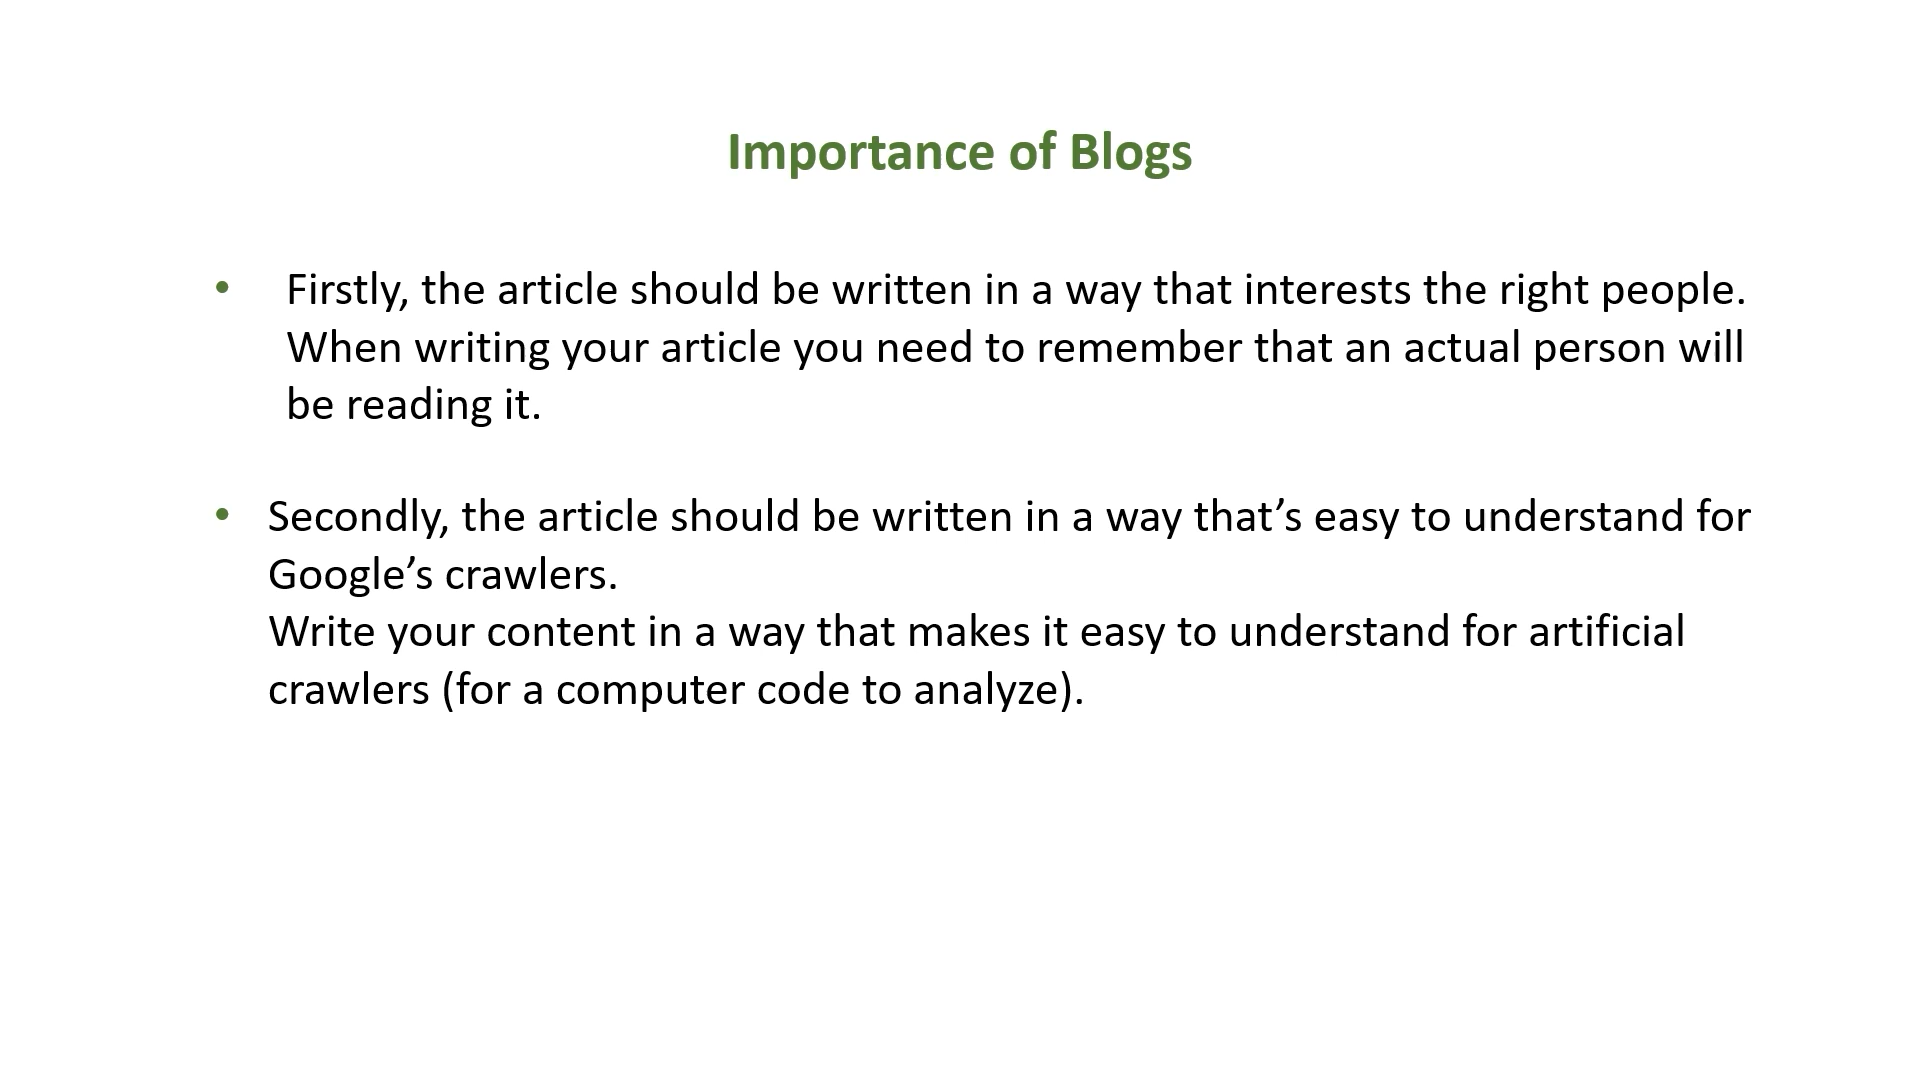 Importance of Blogs
• Firstly, the article should be written in a way that interests the right people.
When writing your article you need to remember that an actual person will
be reading it.
• Secondly, the article should be written in a way that’s easy to understand for
Google’s crawlers.
Write your content in a way that makes it easy to understand for artificial
crawlers (for a computer code to analyze).